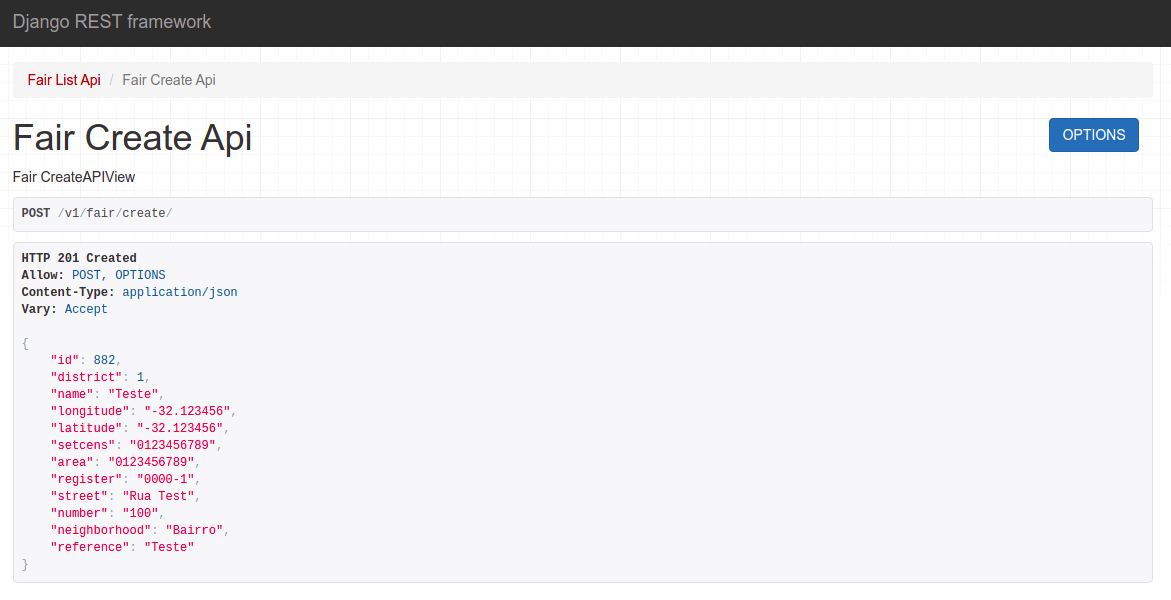 Django REST framework
Fair List Api / Fair Create Api
Fair Create Api
OPTIONS
Fair CreateAPIView
POST /v1/fair/create/
HTTP 201 Created
Allow: POST, OPTIONS
Content-Type: application/json
Vary: Accept
{
    "id": 882,
    "district": 1,
    "name": "Teste",
    "longitude": "-32.123456",
    "latitude": "-32.123456",
    "setcens": "0123456789",
    "area": "0123456789",
    "register": "0000-1",
    "street": "Rua Test",
    "number": "100",
    "neighborhood": "Bairro",
    "reference": "Teste"
}